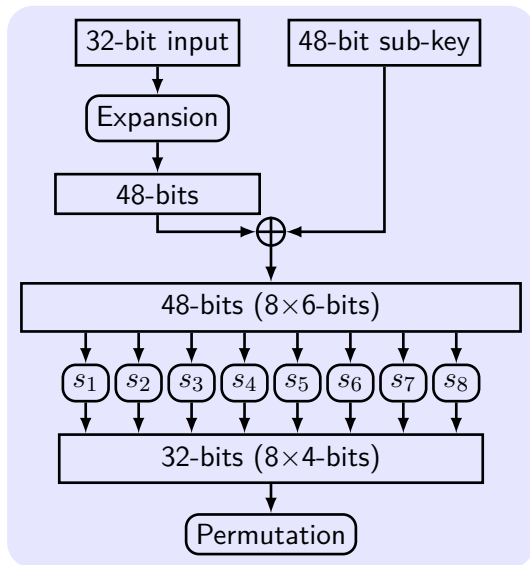 32-bit input
48-bit sub-key
Expansion
48-bits
48-bits (8×6-bits)
s₁ s₂ s₃ s₄ s₅ s₆ s₇ s₈
32-bits (8×4-bits)
Permutation